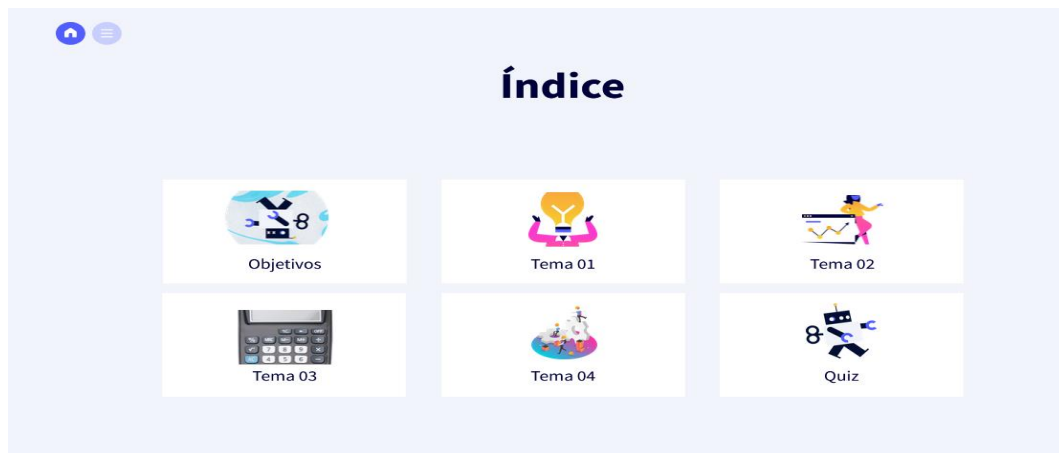 Índice
Objetivos
Tema 01
Tema 02
Tema 03
Tema 04
Quiz